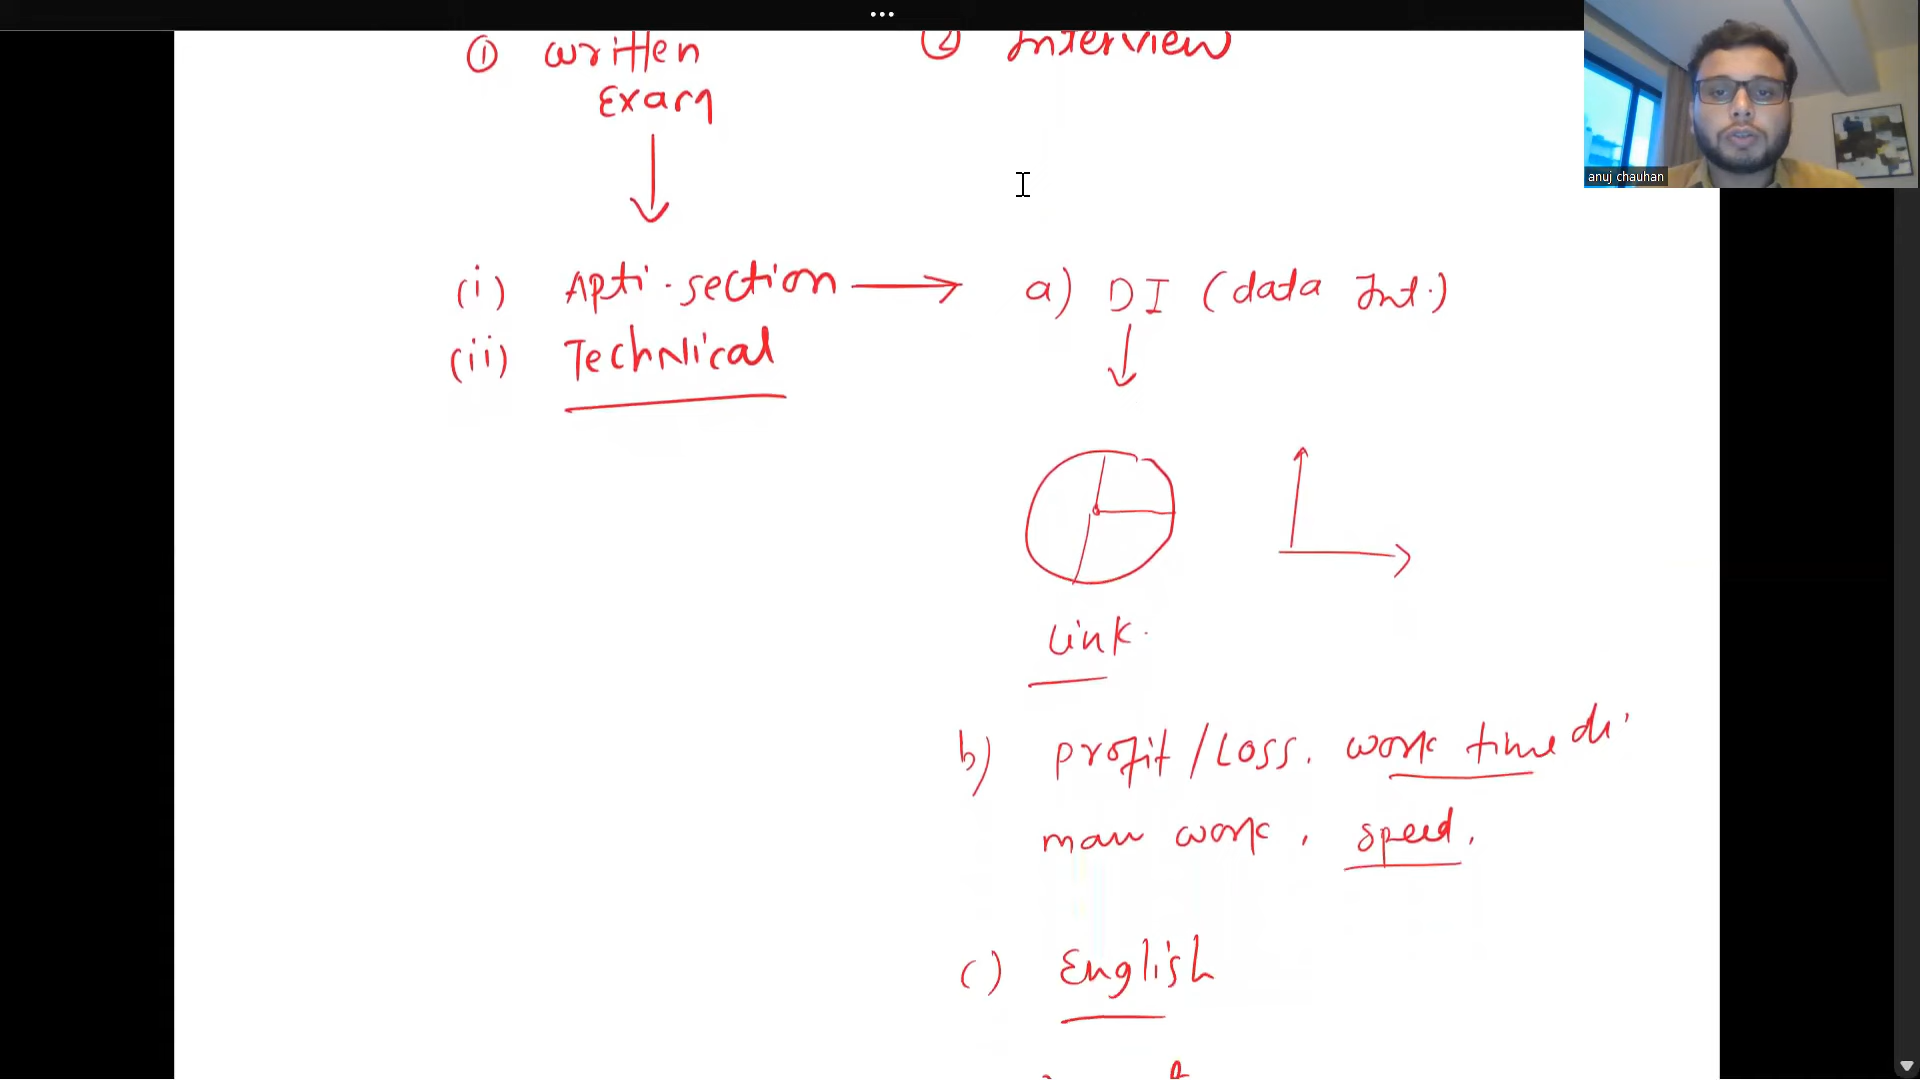 ① written
Exam
② Interview
anuj chauhan
(i) Apti-section
a) DI (data Int.)
(ii) Technical
Link.
b) profit/Loss. work time di
man work, speed.
c) English